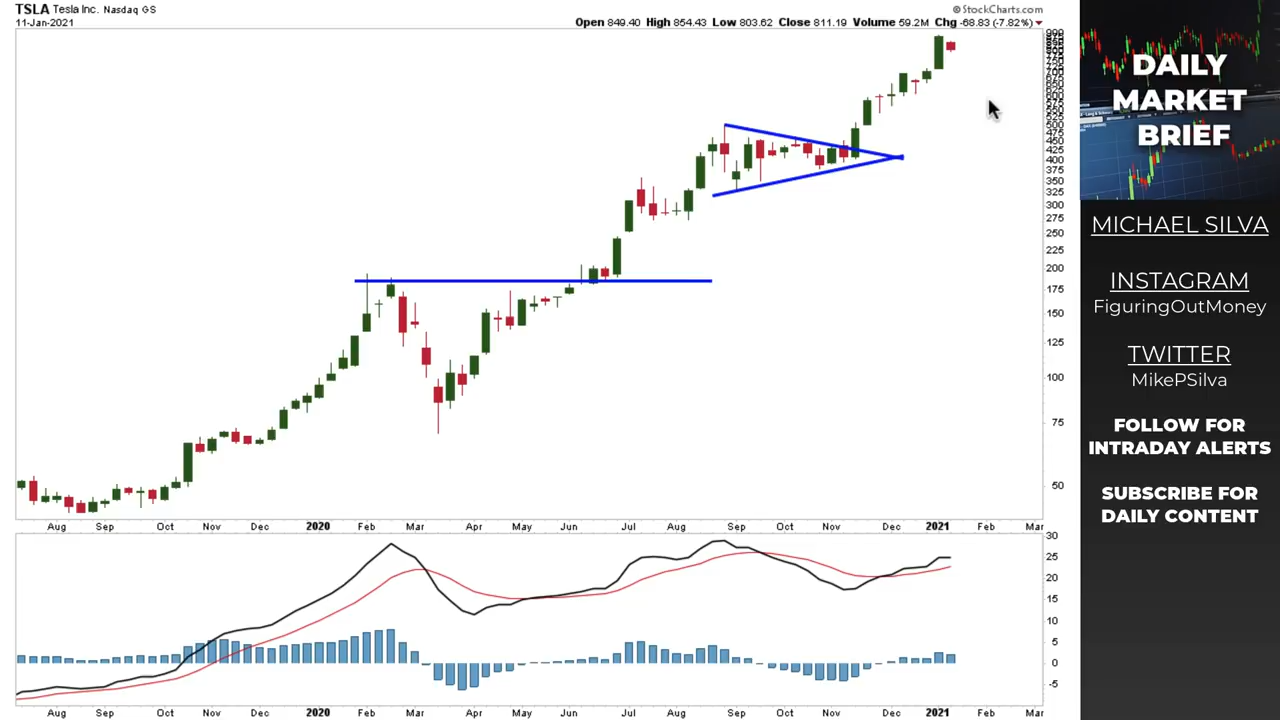 TSLA Tesla Inc. Nasdaq GS
© StockCharts.com
11-Jan-2021
Open 849.40 High 854.43 Low 803.62 Close 811.19 Volume 59.2M Chg -68.83 (-7.82%)
900
800
700
600
550
500
475
450
425
400
375
350
325
300
275
250
225
200
175
150
125
100
75
50
Aug Sep Oct Nov Dec 2020 Feb Mar Apr May Jun Jul Aug Sep Oct Nov Dec 2021 Feb Mar
30
25
20
15
10
5
0
-5
Aug Sep Oct Nov Dec 2020 Feb Mar Apr May Jun Jul Aug Sep Oct Nov Dec 2021 Feb Mar
DAILY
MARKET
BRIEF
MICHAEL SILVA
INSTAGRAM
FiguringOutMoney
TWITTER
MikePSilva
FOLLOW FOR
INTRADAY ALERTS
SUBSCRIBE FOR
DAILY CONTENT